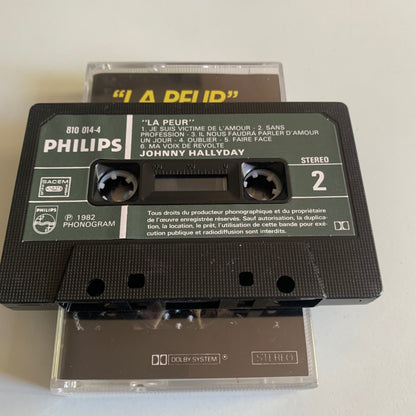 "LA PEUR"
810 014-4
PHILIPS
"LA PEUR"
1. JE SUIS VICTIME DE L'AMOUR - 2. SANS
PROFESSION - 3. IL NOUS FAUDRA PARLER D'AMOUR
UN JOUR - 4. OUBLIER - 5. FAIRE FACE
6. MA VOIX DE REVOLTE
JOHNNY HALLYDAY
STEREO
2
SACEM
PHILIPS
Ⓟ 1982
PHONOGRAM
Tous droits du producteur phonographique et du propriétaire
de l'œuvre enregistrée réservés. Sauf autorisation, la duplica-
tion, la location, le prêt, l'utilisation de cette bande pour exé-
cution publique et radiodiffusion sont interdits.
DOLBY SYSTEM ®
STEREO